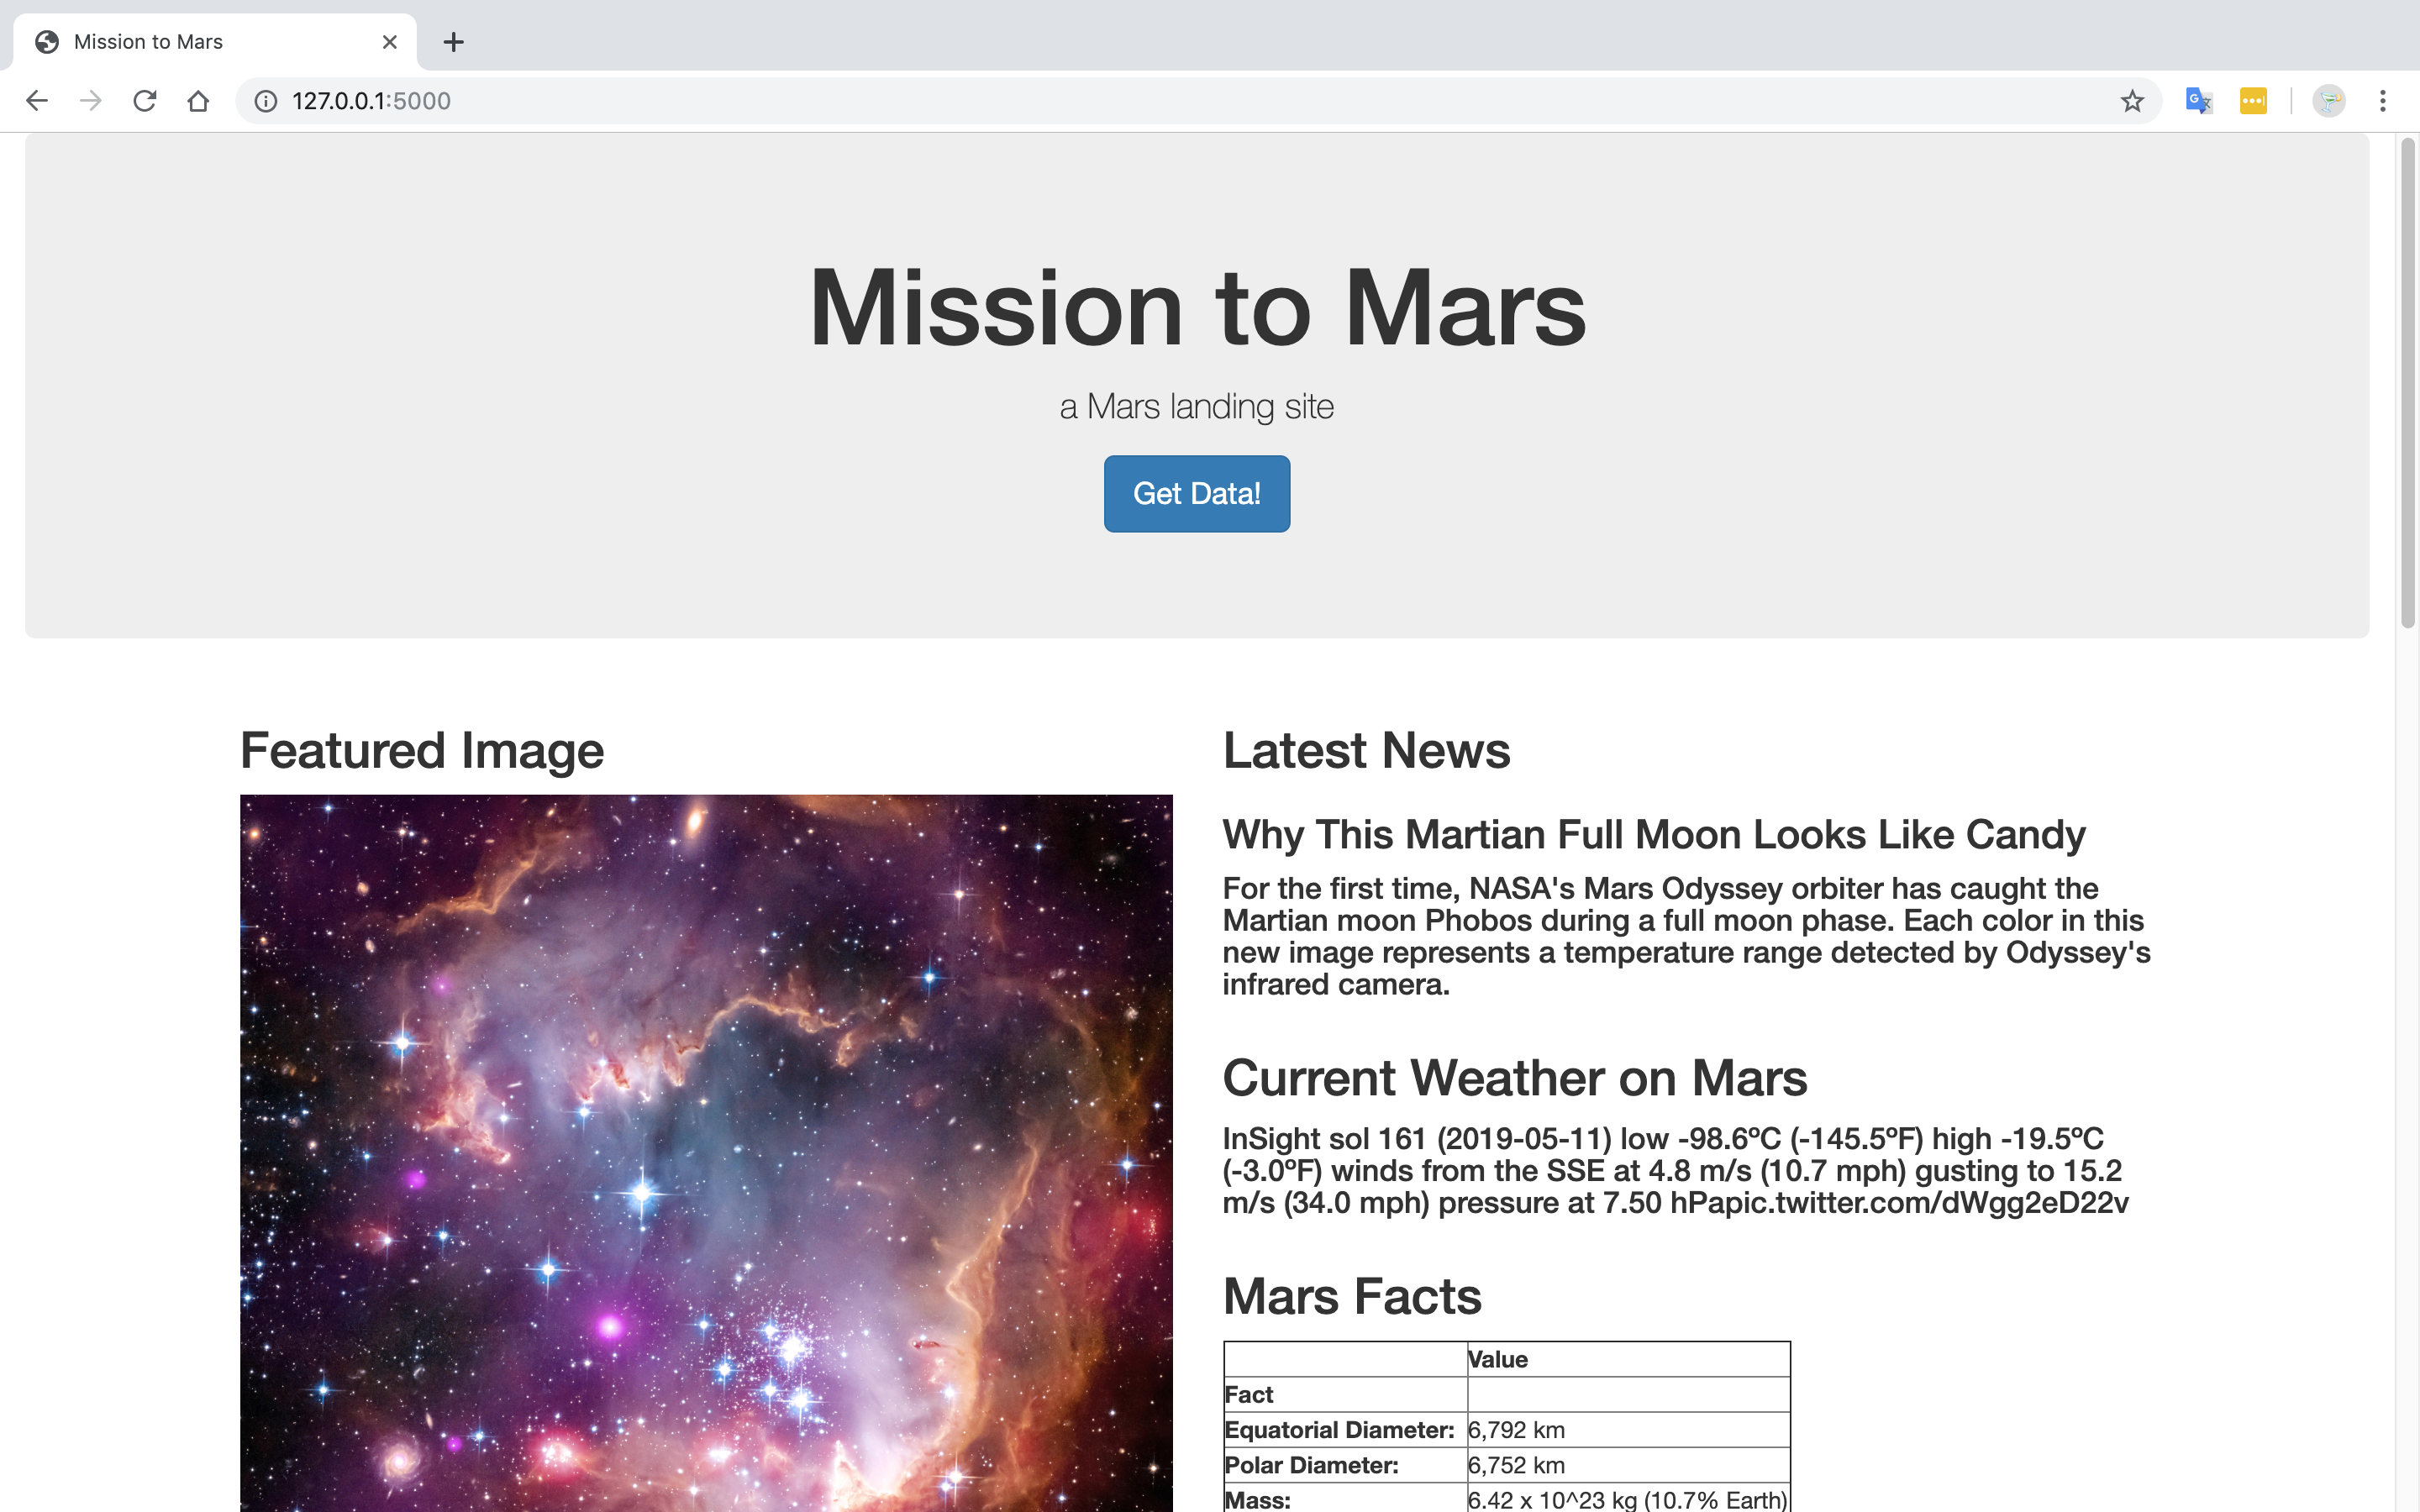 Mission to Mars
127.0.0.1:5000
Mission to Mars
a Mars landing site
Get Data!
Featured Image
Latest News
Why This Martian Full Moon Looks Like Candy
For the first time, NASA's Mars Odyssey orbiter has caught the
Martian moon Phobos during a full moon phase. Each color in this
new image represents a temperature range detected by Odyssey's
infrared camera.
Current Weather on Mars
InSight sol 161 (2019-05-11) low -98.6ºC (-145.5ºF) high -19.5ºC
(-3.0ºF) winds from the SSE at 4.8 m/s (10.7 mph) gusting to 15.2
m/s (34.0 mph) pressure at 7.50 hPapic.twitter.com/dWgg2eD22v
Mars Facts
Value
Fact
Equatorial Diameter: 6,792 km
Polar Diameter: 6,752 km
Mass: 6.42 x 10^23 kg (10.7% Earth)